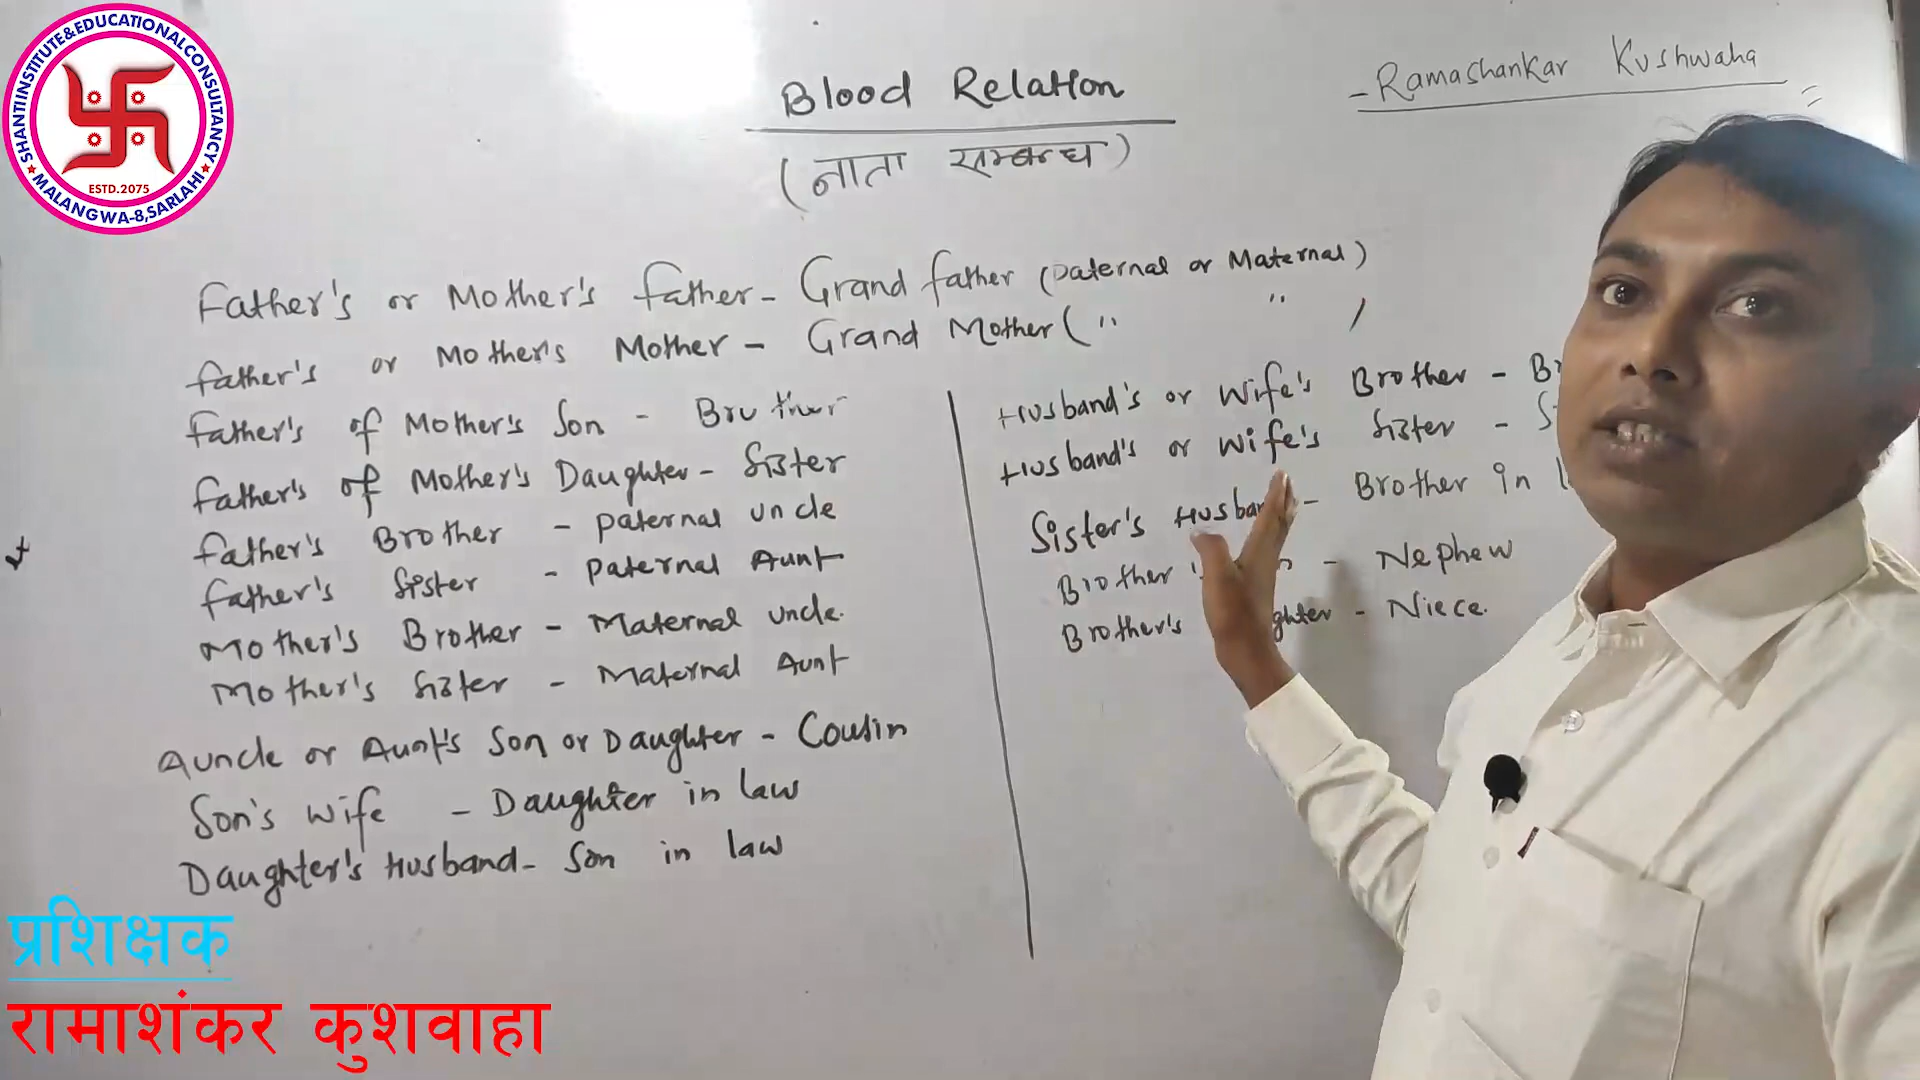 SHANTI INSTITUTE & EDUCATIONAL CONSULTANCY
ESTD.2075
MALANGWA-8, SARLAHI
Blood Relation
(नाता सम्बन्ध)
- Ramashankar Kushwaha
Father's or Mother's father - Grand father (Paternal or Maternal)
father's or Mother's Mother - Grand Mother ( " " )
father's of Mother's Son - Brother
father's of Mother's Daughter - Sister
father's Brother - paternal uncle
father's Sister - paternal Aunt
Mother's Brother - Maternal uncle.
Mother's Sister - Maternal Aunt
Auncle or Aunt's Son or Daughter - Cousin
Son's wife - Daughter in law
Daughter's Husband - Son in law
Husband's or Wife's Brother -
Husband's or Wife's Sister -
Sister's - Brother in
Brother - Nephew
Brother's - Niece.
प्रशिक्षक
रामाशंकर कुशवाहा